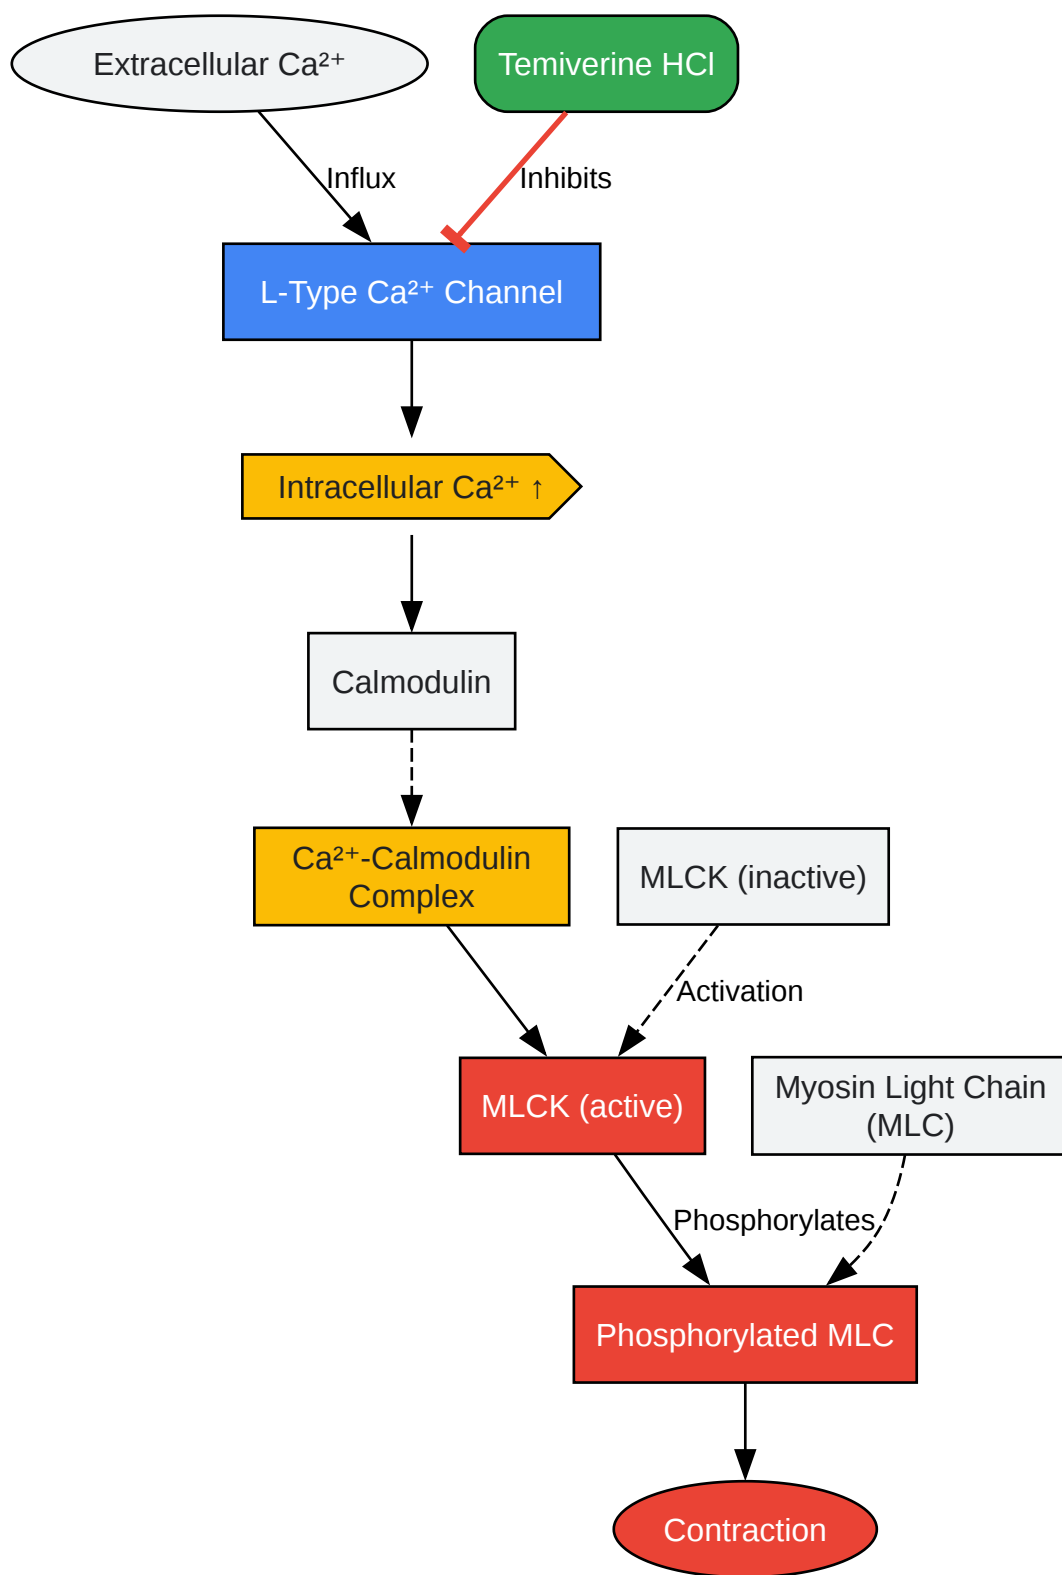 Extracellular Ca²⁺
Temiverine HCl
Influx
Inhibits
L-Type Ca²⁺ Channel
Intracellular Ca²⁺ ↑
Calmodulin
Ca²⁺-Calmodulin
Complex
MLCK (inactive)
Activation
MLCK (active)
Myosin Light Chain
(MLC)
Phosphorylates
Phosphorylated MLC
Contraction